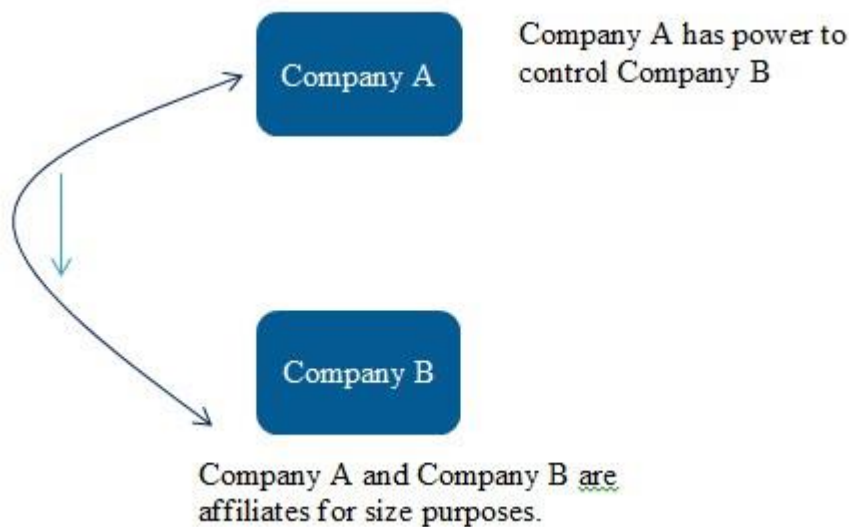 Company A
Company A has power to
control Company B
Company B
Company A and Company B are
affiliates for size purposes.